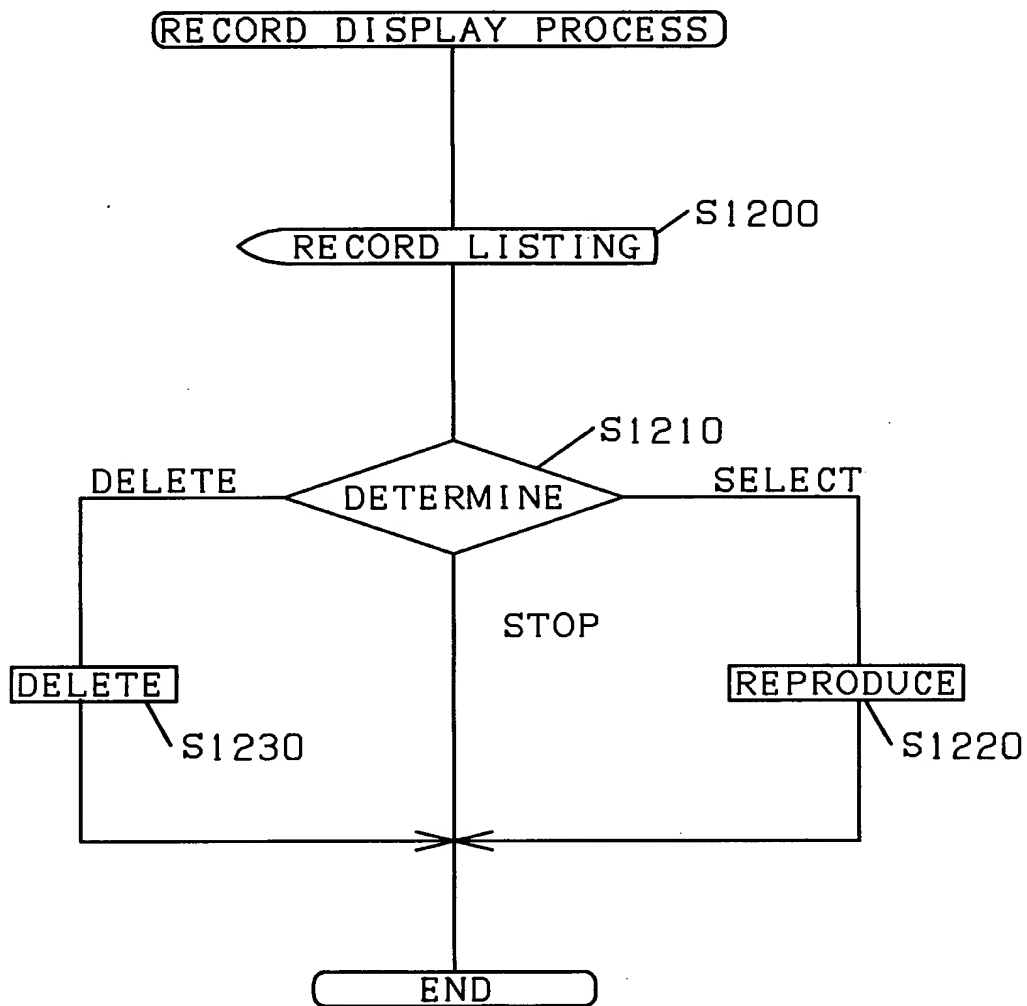 RECORD DISPLAY PROCESS
S1200
RECORD LISTING
S1210
DELETE
DETERMINE
SELECT
STOP
DELETE
REPRODUCE
S1230
S1220
END